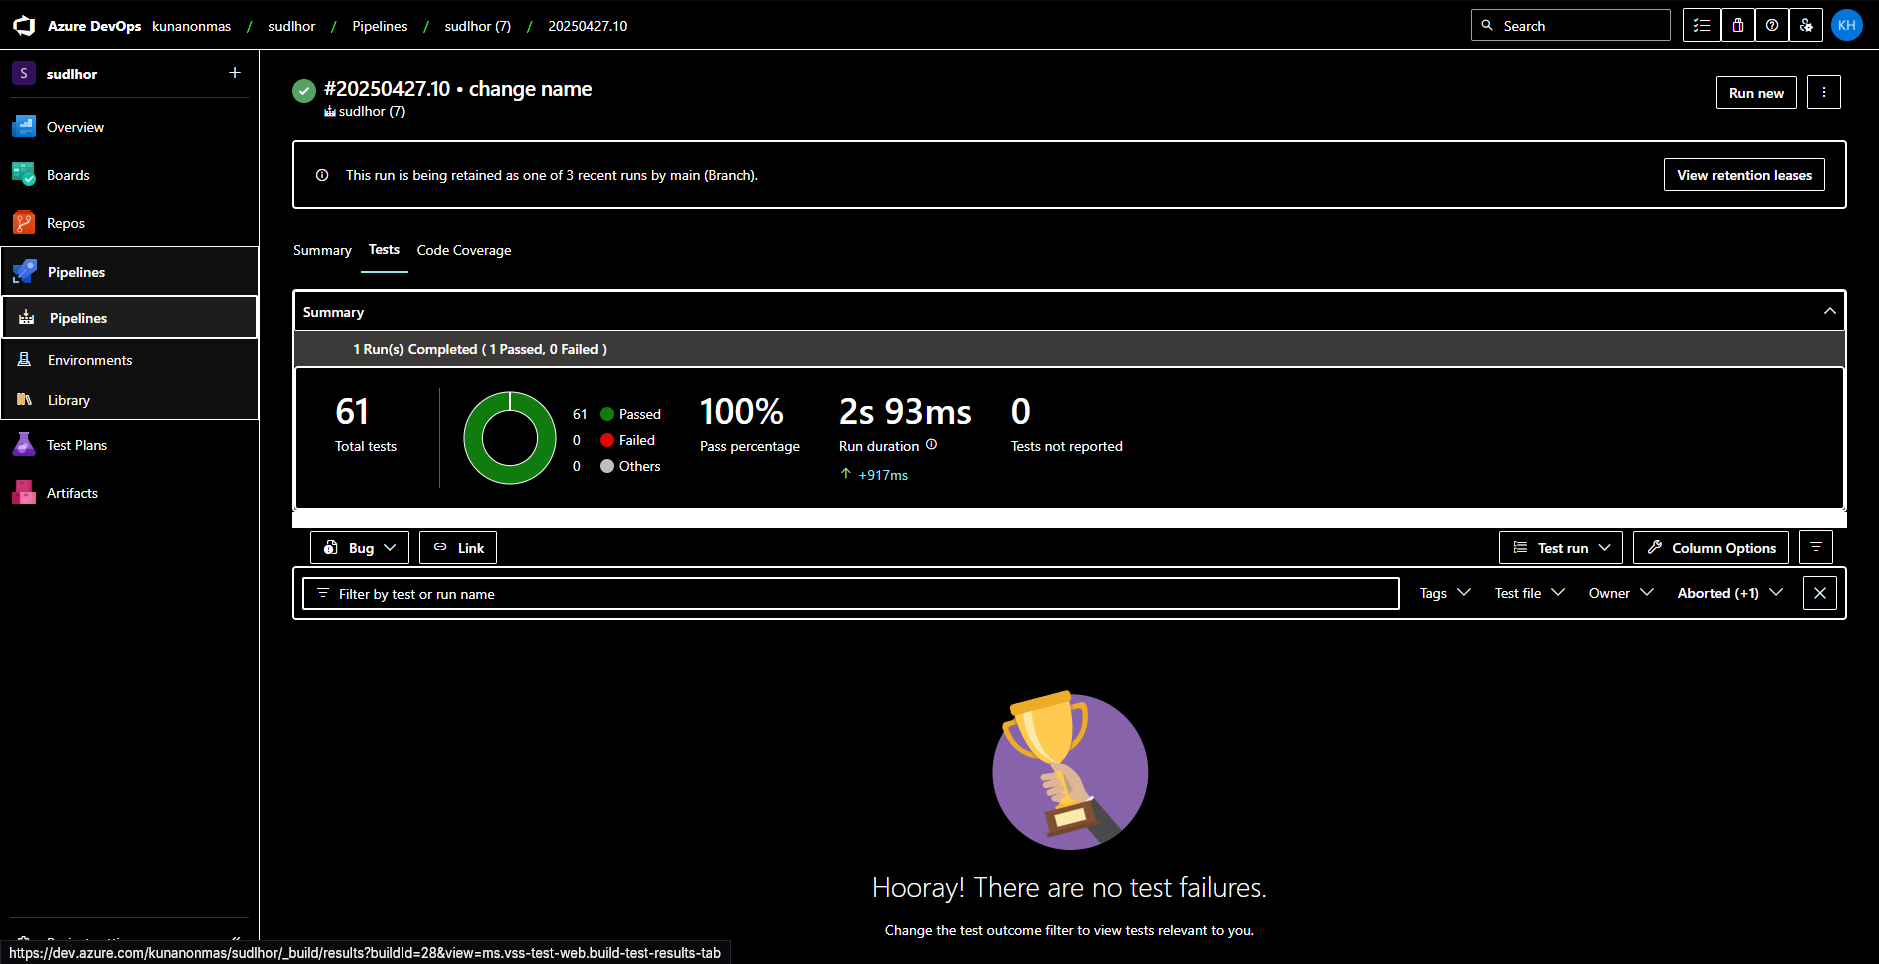 Azure DevOps kunanonmas / sudlhor / Pipelines / sudlhor (7) / 20250427.10
Search
KH
S sudlhor +
Overview
Boards
Repos
Pipelines
Pipelines
Environments
Library
Test Plans
Artifacts
#20250427.10 • change name
sudlhor (7)
Run new
This run is being retained as one of 3 recent runs by main (Branch).
View retention leases
Summary Tests Code Coverage
Summary
1 Run(s) Completed ( 1 Passed, 0 Failed )
61
Total tests
61 Passed
0 Failed
0 Others
100%
Pass percentage
2s 93ms
Run duration
+917ms
0
Tests not reported
Bug Link Test run Column Options
Filter by test or run name Tags Test file Owner Aborted (+1)
Hooray! There are no test failures.
Change the test outcome filter to view tests relevant to you.
https://dev.azure.com/kunanonmas/sudlhor/_build/results?buildId=28&view=ms.vss-test-web.build-test-results-tab